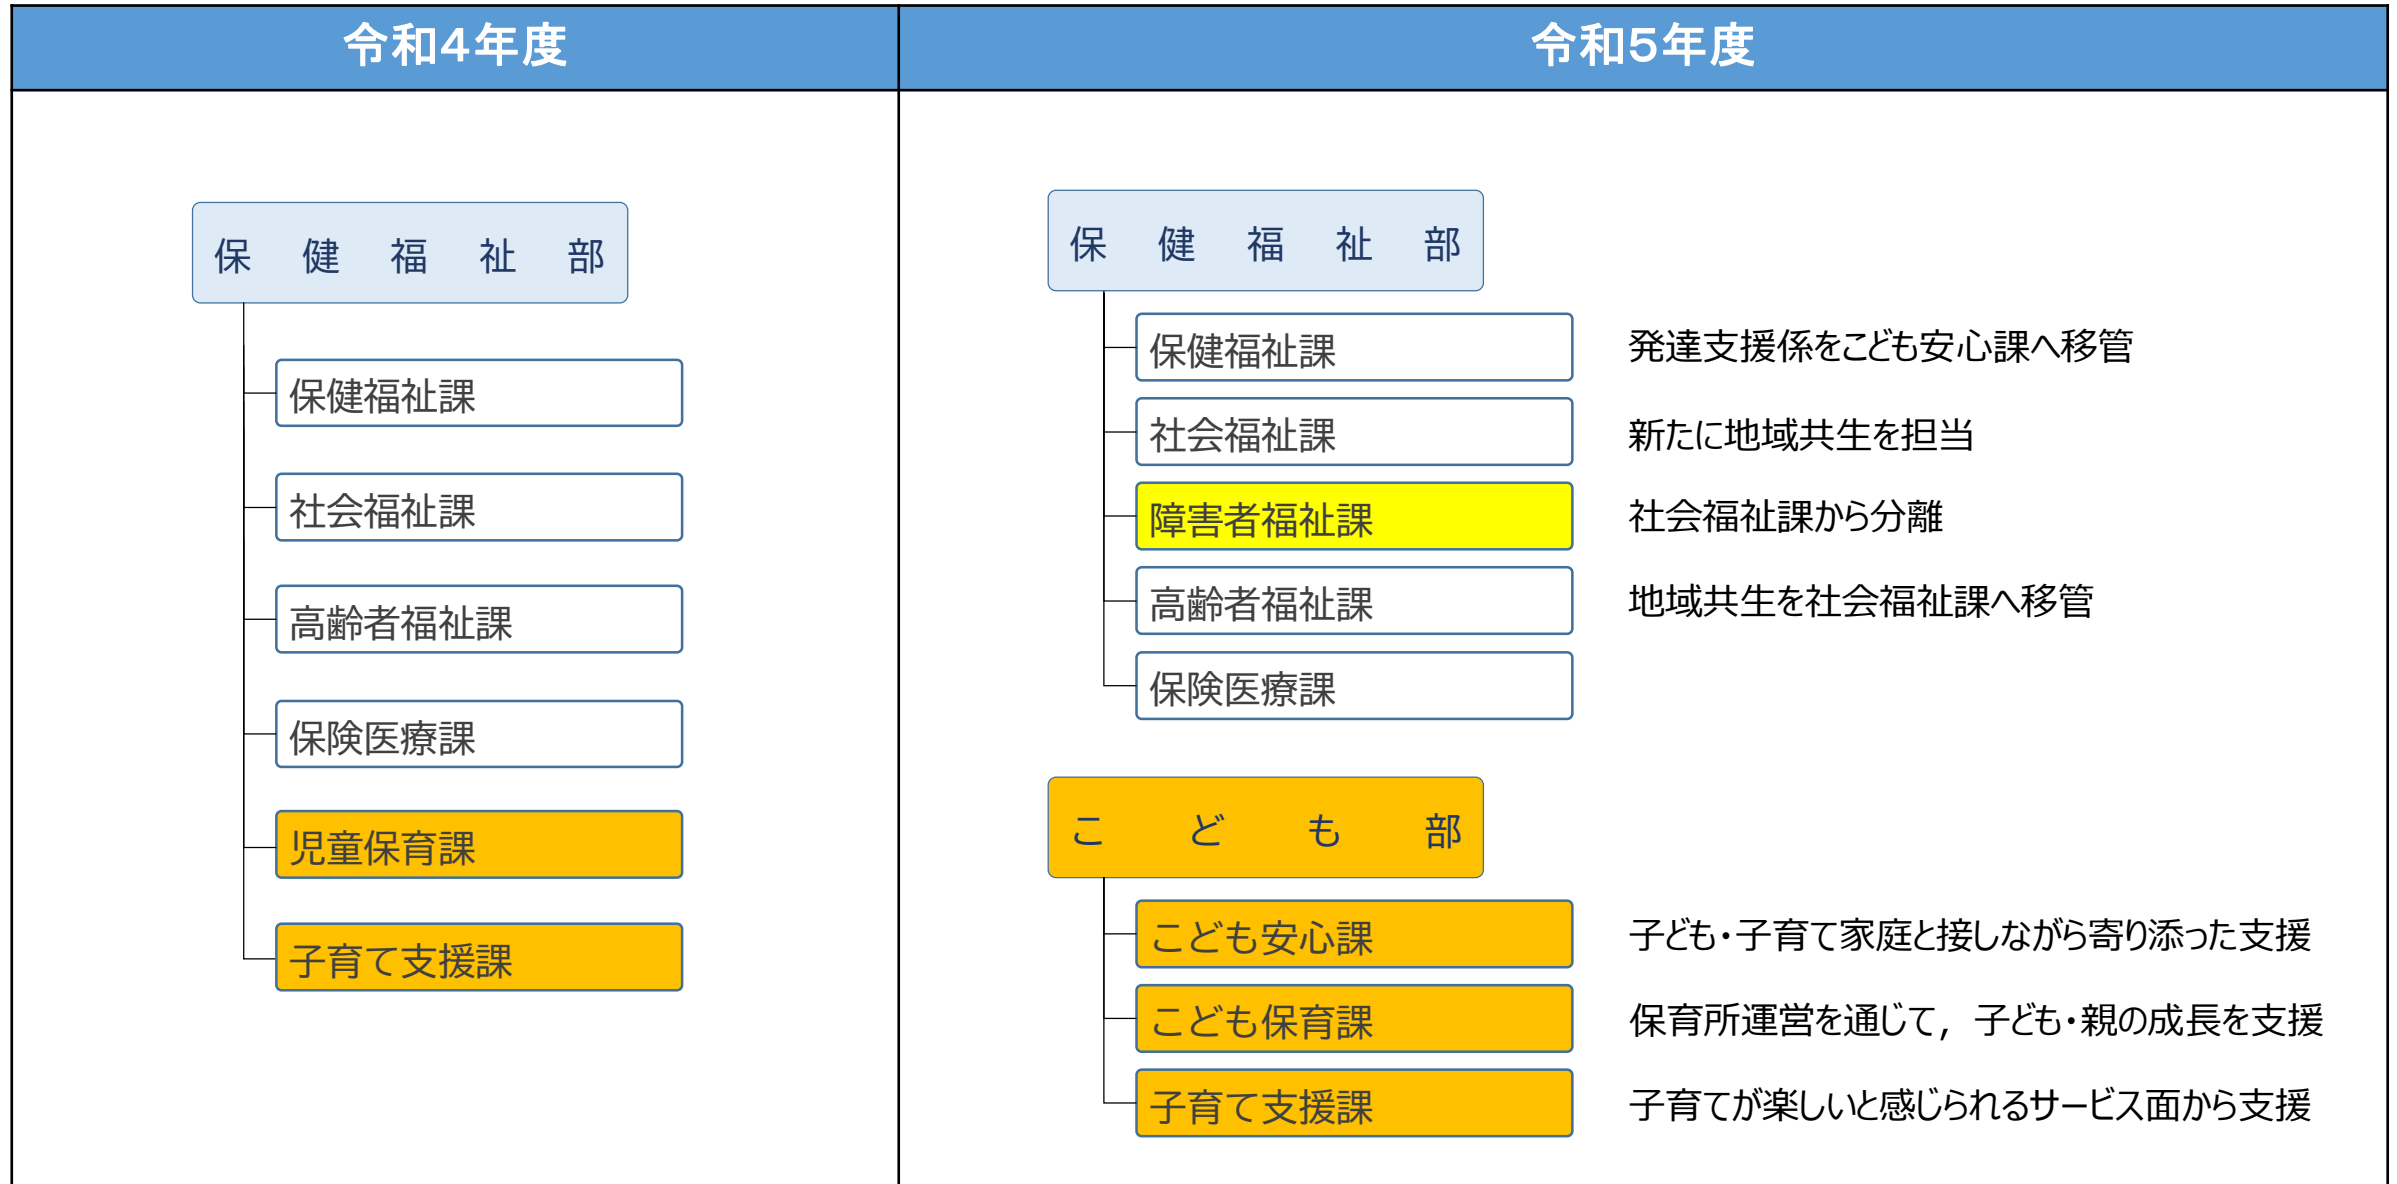 令和4年度
保健福祉部
保健福祉課
社会福祉課
高齢者福祉課
保険医療課
児童保育課
子育て支援課
令和5年度
保健福祉部
保健福祉課 発達支援係をこども安心課へ移管
社会福祉課 新たに地域共生を担当
障害者福祉課 社会福祉課から分離
高齢者福祉課 地域共生を社会福祉課へ移管
保険医療課
こども部
こども安心課 子ども・子育て家庭と接しながら寄り添った支援
こども保育課 保育所運営を通じて，子ども・親の成長を支援
子育て支援課 子育てが楽しいと感じられるサービス面から支援